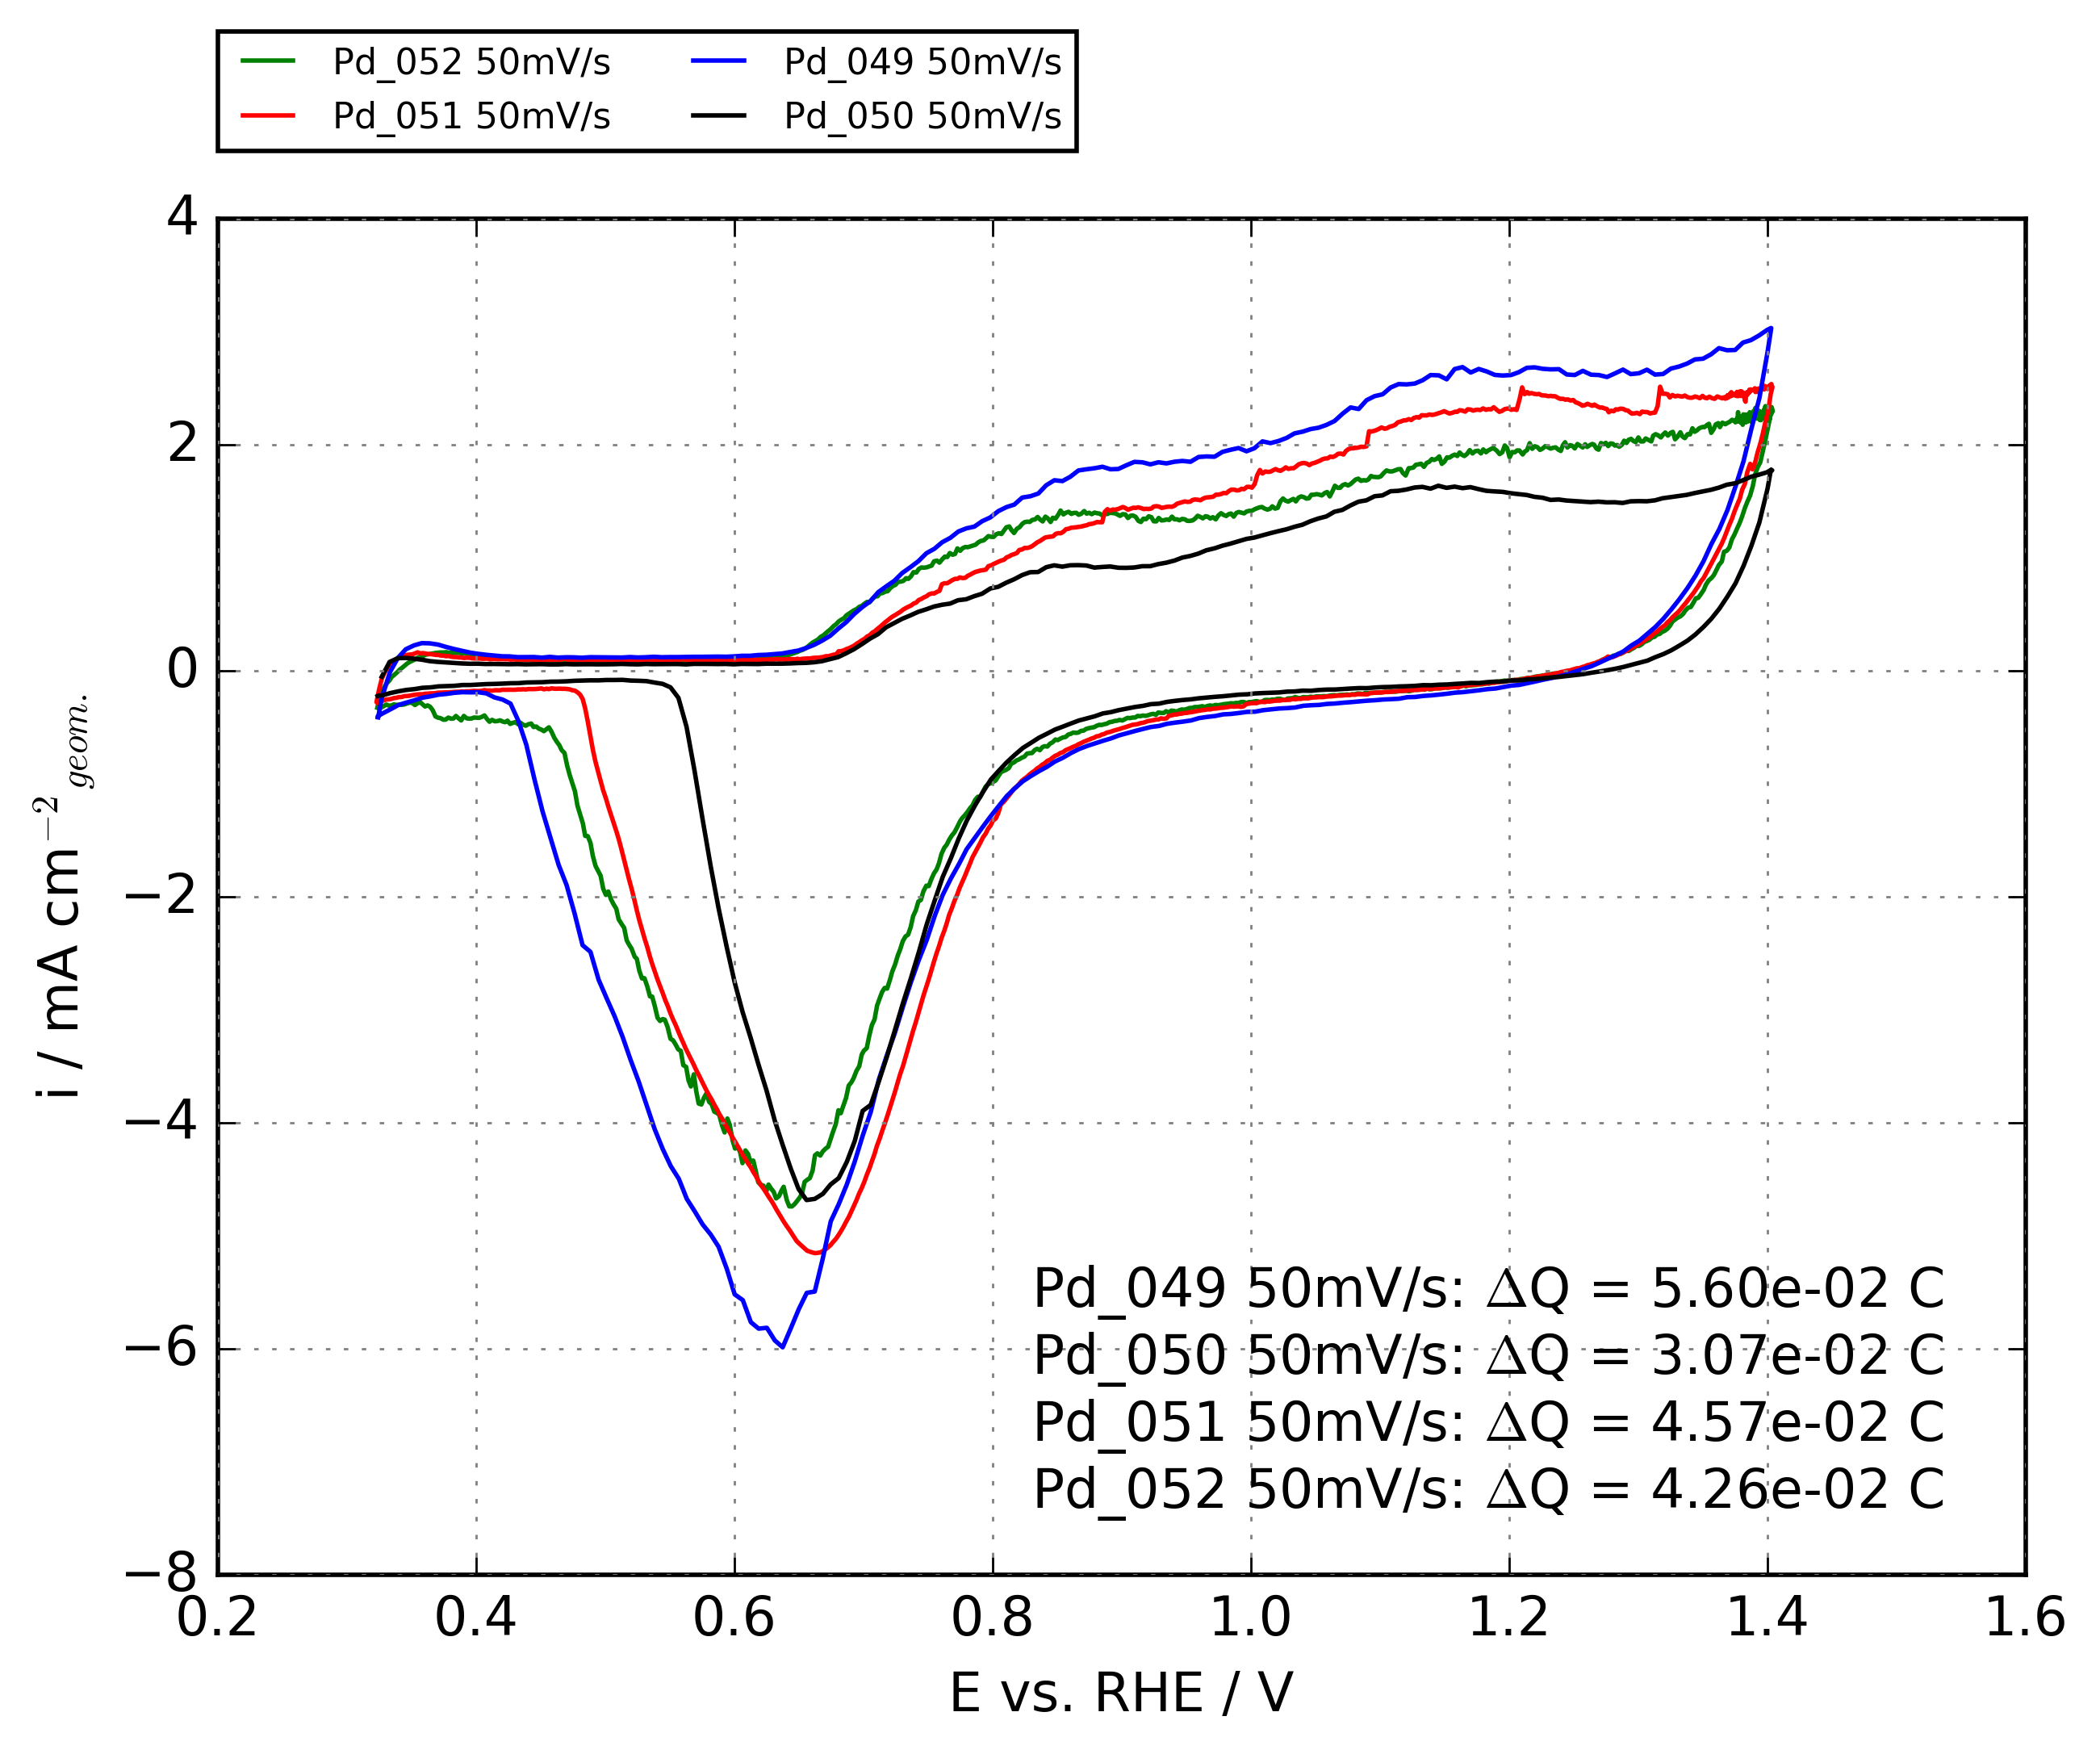 Pd_052 50mV/s Pd_049 50mV/s
Pd_051 50mV/s Pd_050 50mV/s
4
2
0
−2
−4
−6
−8
i / mA cm⁻² geom.
Pd_049 50mV/s: ΔQ = 5.60e-02 C
Pd_050 50mV/s: ΔQ = 3.07e-02 C
Pd_051 50mV/s: ΔQ = 4.57e-02 C
Pd_052 50mV/s: ΔQ = 4.26e-02 C
0.2 0.4 0.6 0.8 1.0 1.2 1.4 1.6
E vs. RHE / V